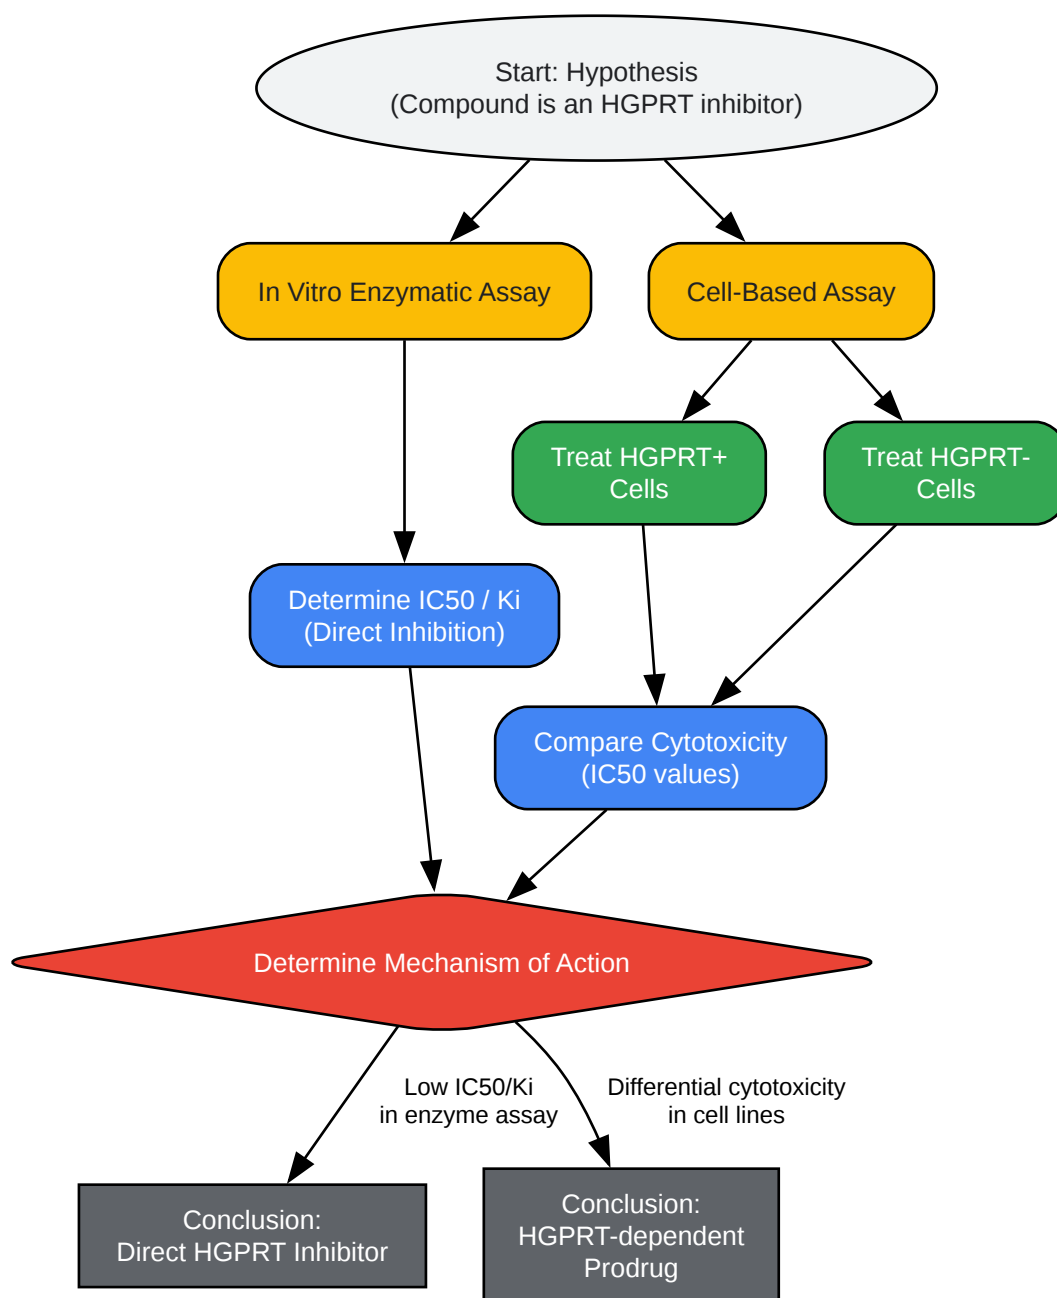 Start: Hypothesis
(Compound is an HGPRT inhibitor)
In Vitro Enzymatic Assay
Cell-Based Assay
Treat HGPRT+
Cells
Treat HGPRT-
Cells
Determine IC50 / Ki
(Direct Inhibition)
Compare Cytotoxicity
(IC50 values)
Determine Mechanism of Action
Low IC50/Ki
in enzyme assay
Differential cytotoxicity
in cell lines
Conclusion:
Direct HGPRT Inhibitor
Conclusion:
HGPRT-dependent
Prodrug